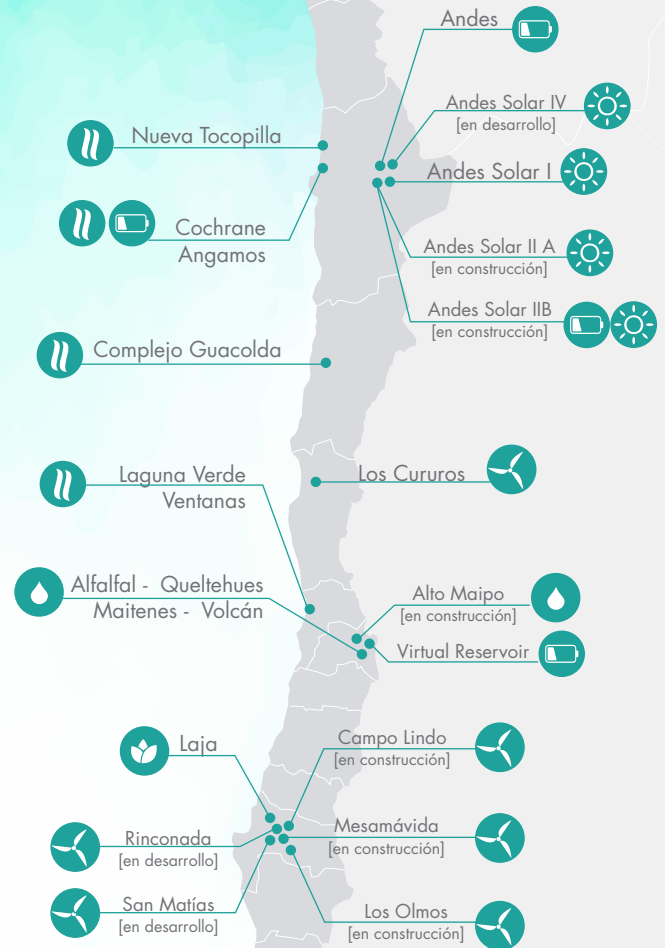 Andes
Andes Solar IV
[en desarrollo]
Nueva Tocopilla
Andes Solar I
Cochrane
Angamos
Andes Solar II A
[en construcción]
Andes Solar IIB
[en construcción]
Complejo Guacolda
Laguna Verde
Ventanas
Los Cururos
Alfalfal - Queltehues
Maitenes - Volcán
Alto Maipo
[en construcción]
Virtual Reservoir
Laja
Campo Lindo
[en construcción]
Rinconada
[en desarrollo]
Mesamávida
[en construcción]
San Matías
[en desarrollo]
Los Olmos
[en construcción]